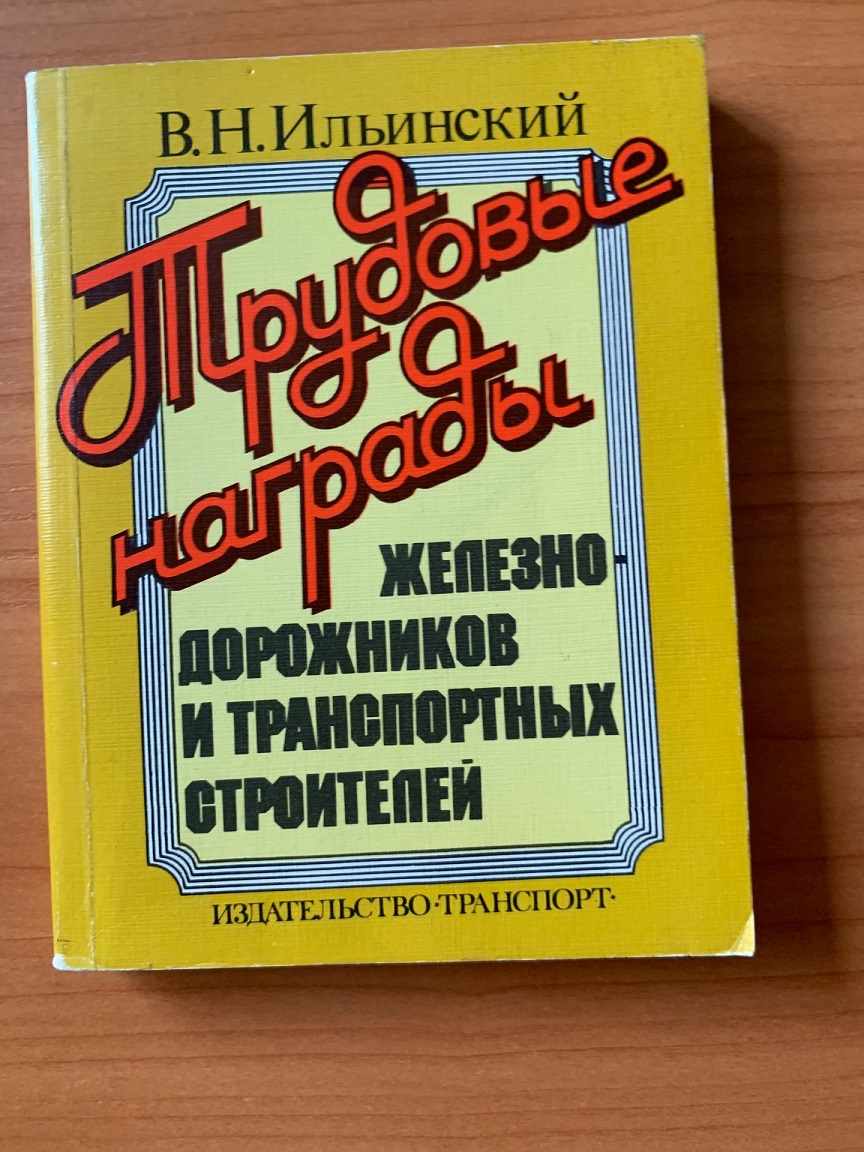 В.Н.Ильинский
Трудовые
награды
ЖЕЛЕЗНО-
ДОРОЖНИКОВ
И ТРАНСПОРТНЫХ
СТРОИТЕЛЕЙ
ИЗДАТЕЛЬСТВО·ТРАНСПОРТ·